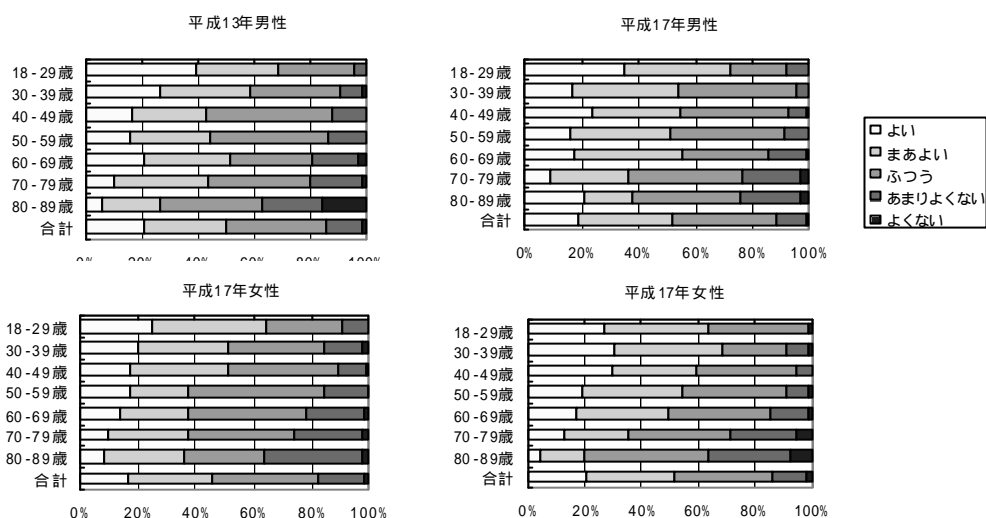 平成13年男性
18-29歳
30-39歳
40-49歳
50-59歳
60-69歳
70-79歳
80-89歳
合計
0% 20% 40% 60% 80% 100%
平成17年男性
18-29歳
30-39歳
40-49歳
50-59歳
60-69歳
70-79歳
80-89歳
合計
0% 20% 40% 60% 80% 100%
よい
まあよい
ふつう
あまりよくない
よくない
平成17年女性
18-29歳
30-39歳
40-49歳
50-59歳
60-69歳
70-79歳
80-89歳
合計
0% 20% 40% 60% 80% 100%
平成17年女性
18-29歳
30-39歳
40-49歳
50-59歳
60-69歳
70-79歳
80-89歳
合計
0% 20% 40% 60% 80% 100%